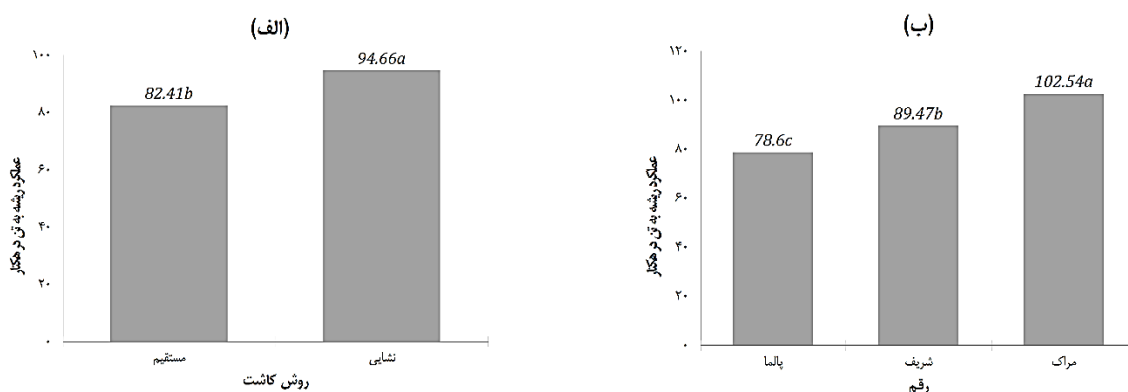 (الف)
عملکرد ریشه به تن در هکتار
۱۰۰
۸۰
۶۰
۴۰
۲۰
۰
82.41b
94.66a
مستقیم
نشایی
روش کاشت
(ب)
عملکرد ریشه به تن در هکتار
۱۲۰
۱۰۰
۸۰
۶۰
۴۰
۲۰
۰
78.6c
89.47b
102.54a
پالما
شریف
مراک
رقم